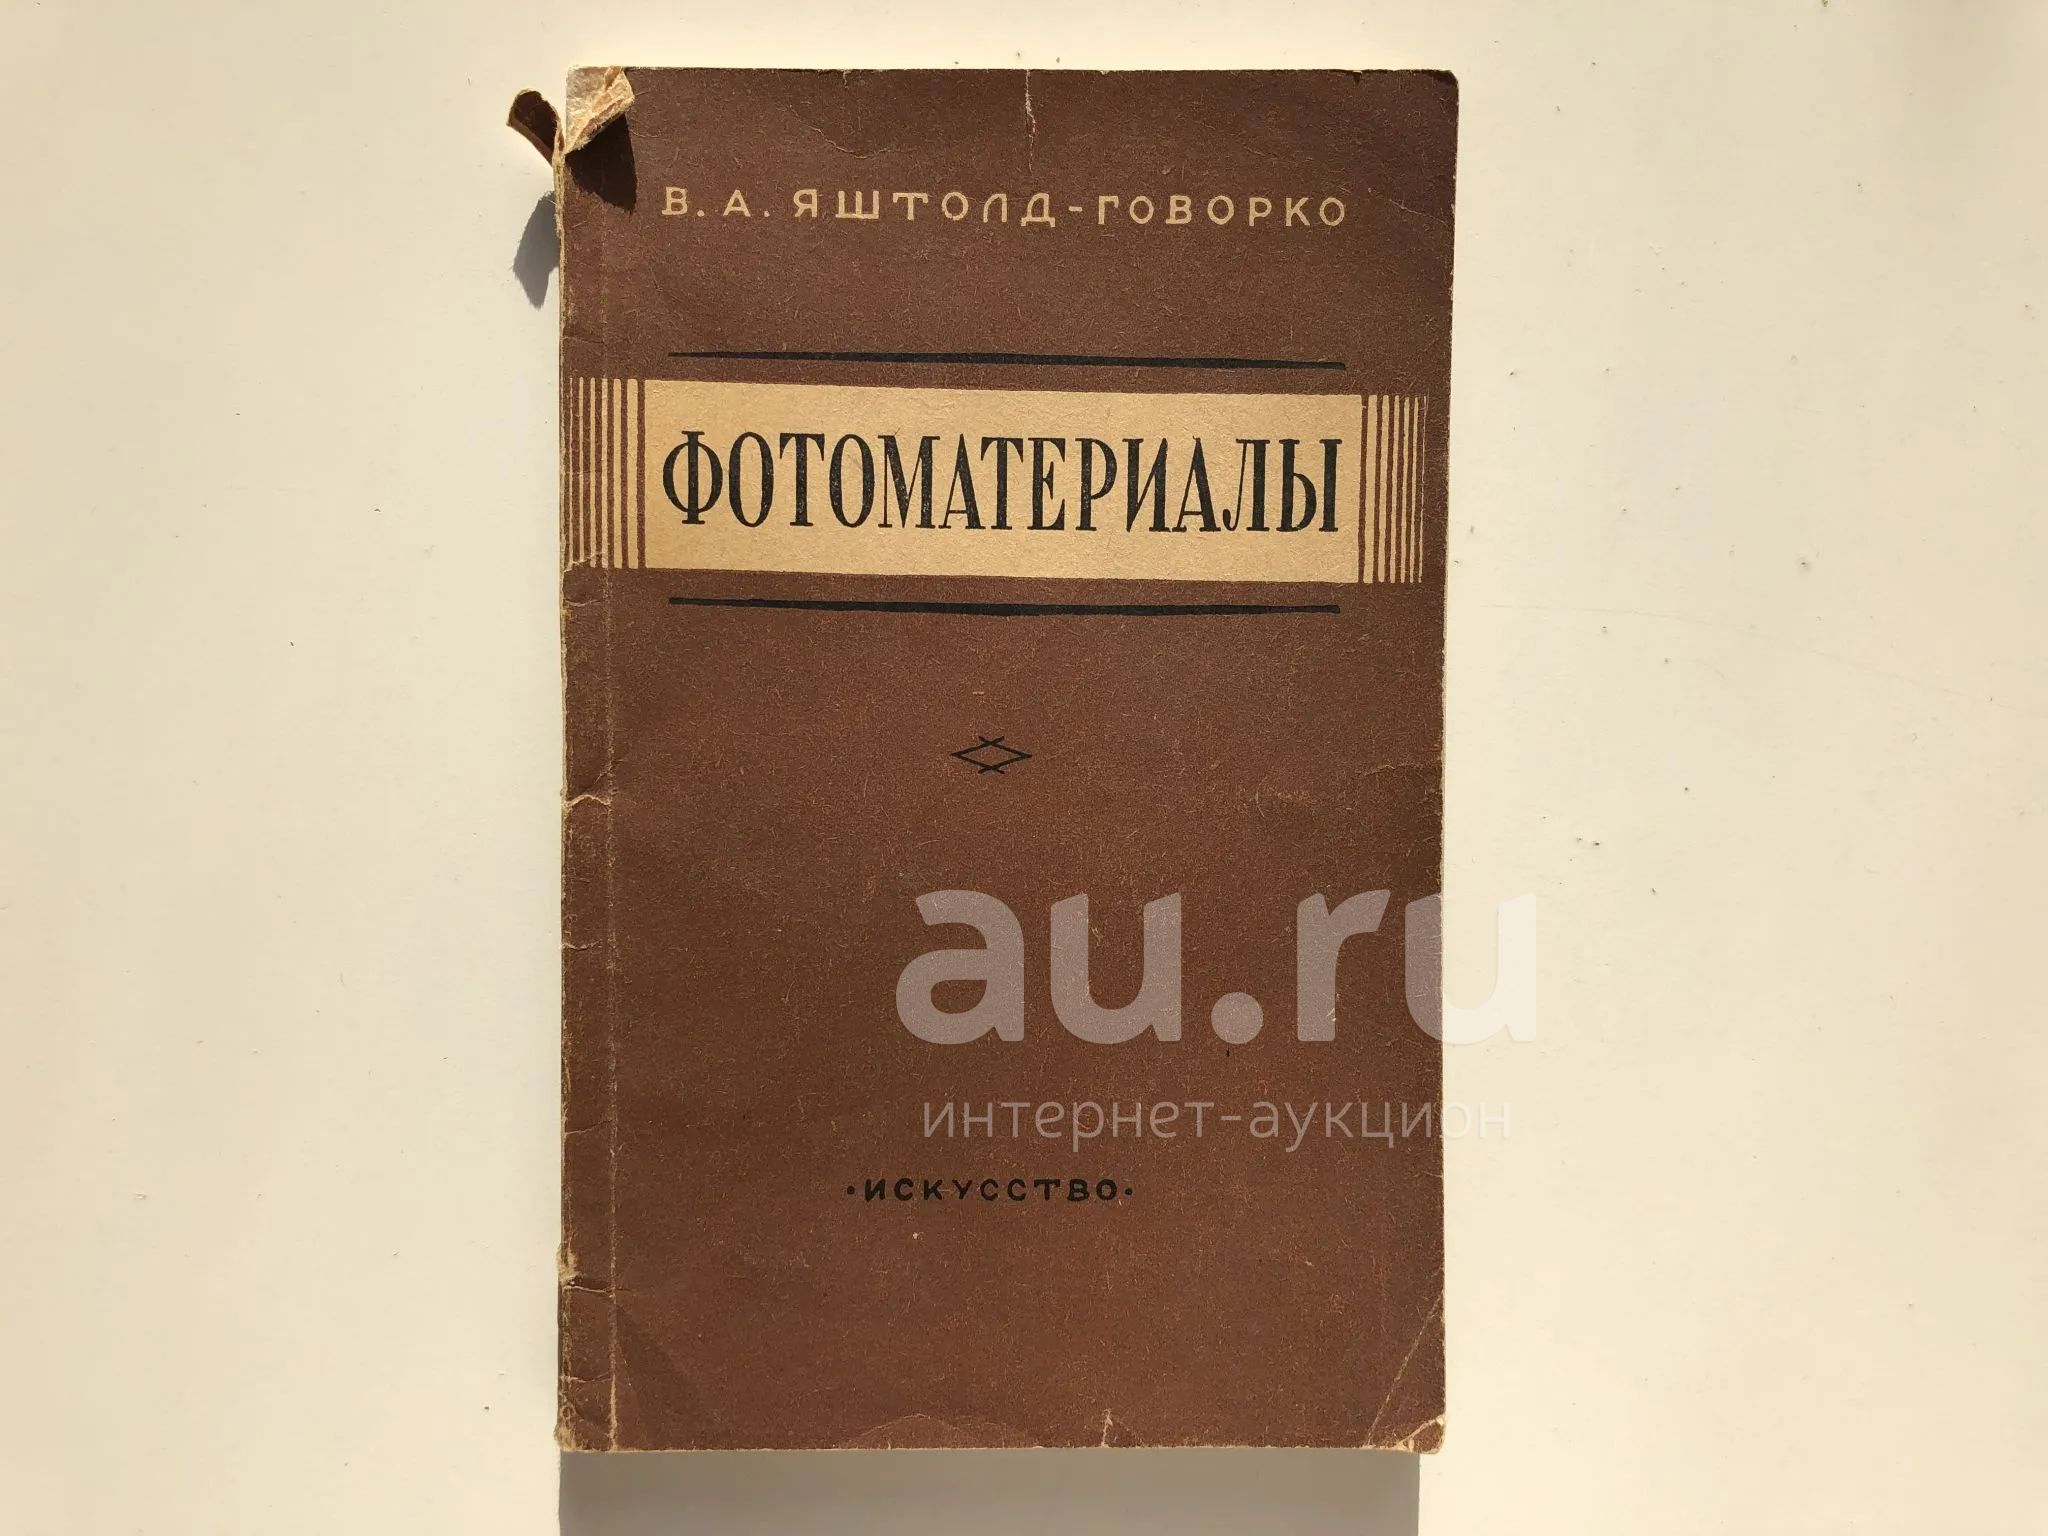 В. А. ЯШТОЛД-ГОВОРКО
ФОТОМАТЕРИАЛЫ
au.ru
интернет-аукцион
•ИСКУССТВО•